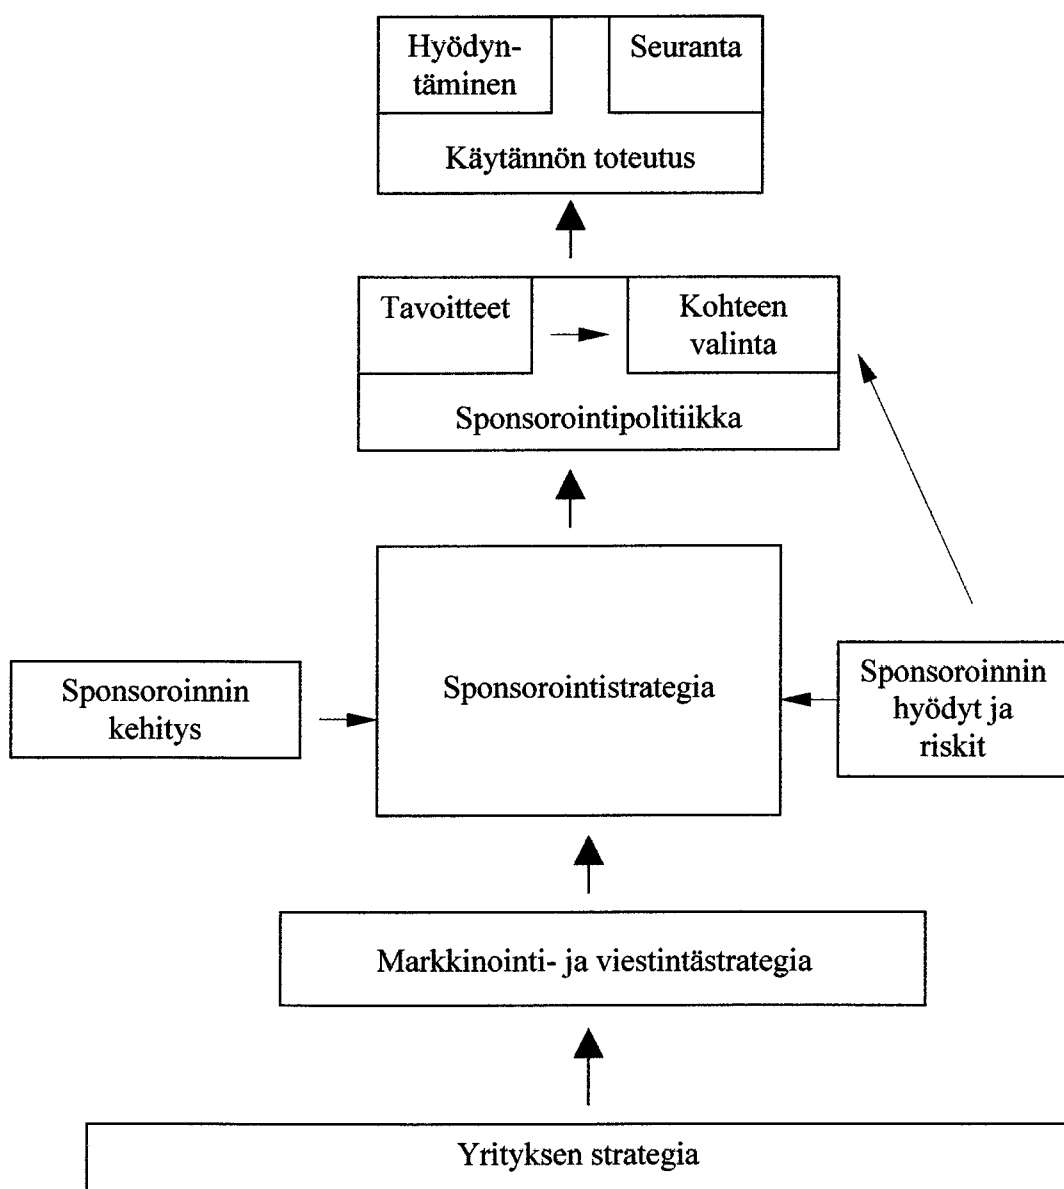 Hyödyn-
täminen
Seuranta
Käytännön toteutus
Tavoitteet
Kohteen
valinta
Sponsorointipolitiikka
Sponsoroinnin
kehitys
Sponsorointistrategia
Sponsoroinnin
hyödyt ja
riskit
Markkinointi- ja viestintästrategia
Yrityksen strategia